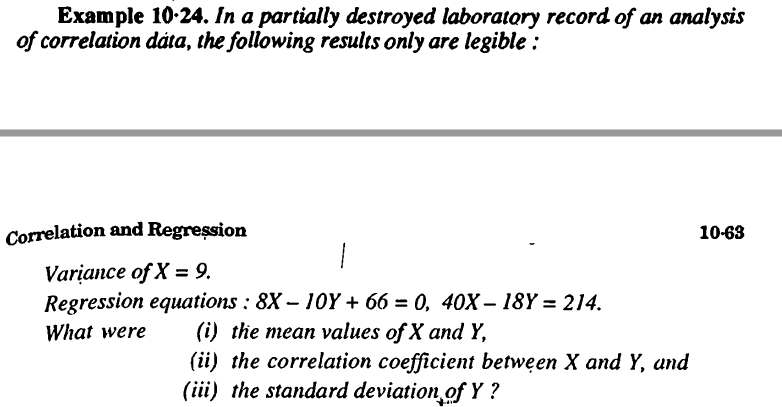 Example 10·24. In a partially destroyed laboratory record of an analysis
of correlation data, the following results only are legible :
Correlation and Regression 10·63
Variance of X = 9.
Regression equations : 8X – 10Y + 66 = 0, 40X – 18Y = 214.
What were (i) the mean values of X and Y,
(ii) the correlation coefficient between X and Y, and
(iii) the standard deviation of Y ?